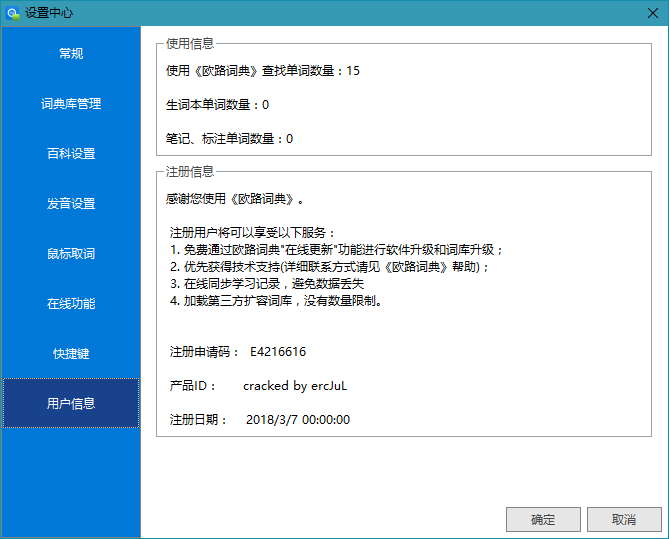 设置中心
常规
词典库管理
百科设置
发音设置
鼠标取词
在线功能
快捷键
用户信息
使用信息
使用《欧路词典》查找单词数量：15
生词本单词数量：0
笔记、标注单词数量：0
注册信息
感谢您使用《欧路词典》。
注册用户将可以享受以下服务：
1. 免费通过欧路词典"在线更新"功能进行软件升级和词库升级；
2. 优先获得技术支持(详细联系方式请见《欧路词典》帮助)；
3. 在线同步学习记录，避免数据丢失
4. 加载第三方扩容词库，没有数量限制。
注册申请码： E4216616
产品ID： cracked by ercJuL
注册日期： 2018/3/7 00:00:00
确定 取消